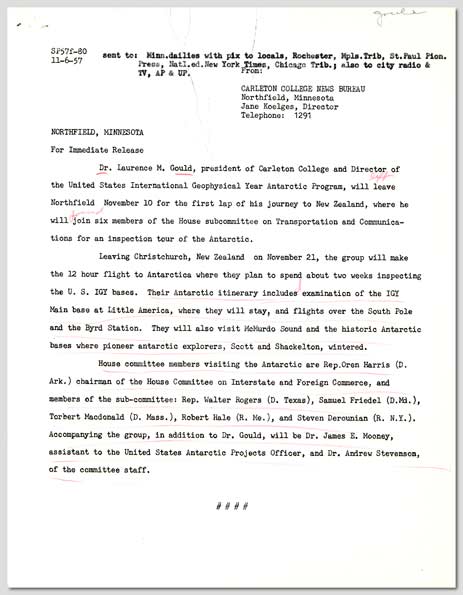 Gould
SP57f-80
11-6-57
sent to: Minn.dailies with pix to locals, Rochester, Mpls.Trib, St.Paul Pion.
Press, Natl.ed.New York Times, Chicago Trib.; also to city radio &
TV, AP & UP.
From:
CARLETON COLLEGE NEWS BUREAU
Northfield, Minnesota
Jane Koelges, Director
Telephone: 1291
NORTHFIELD, MINNESOTA
For Immediate Release
Dr. Laurence M. Gould, president of Carleton College and Director of
the United States International Geophysical Year Antarctic Program, will leave
Northfield November 10 for the first lap of his journey to New Zealand, where he
will join six members of the House subcommittee on Transportation and Communica-
tions for an inspection tour of the Antarctic.
Leaving Christchurch, New Zealand on November 21, the group will make
the 12 hour flight to Antarctica where they plan to spend about two weeks inspecting
the U. S. IGY bases. Their Antarctic itinerary includes examination of the IGY
Main base at Little America, where they will stay, and flights over the South Pole
and the Byrd Station. They will also visit McMurdo Sound and the historic Antarctic
bases where pioneer antarctic explorers, Scott and Shackelton, wintered.
House committee members visiting the Antarctic are Rep.Oren Harris (D.
Ark.) chairman of the House Committee on Interstate and Foreign Commerce, and
members of the sub-committee: Rep. Walter Rogers (D. Texas), Samuel Friedel (D.Md.),
Torbert Macdonald (D. Mass.), Robert Hale (R. Me.), and Steven Derounian (R. N.Y.).
Accompanying the group, in addition to Dr. Gould, will be Dr. James E. Mooney,
assistant to the United States Antarctic Projects Officer, and Dr. Andrew Stevenson,
of the committee staff.
# # # #